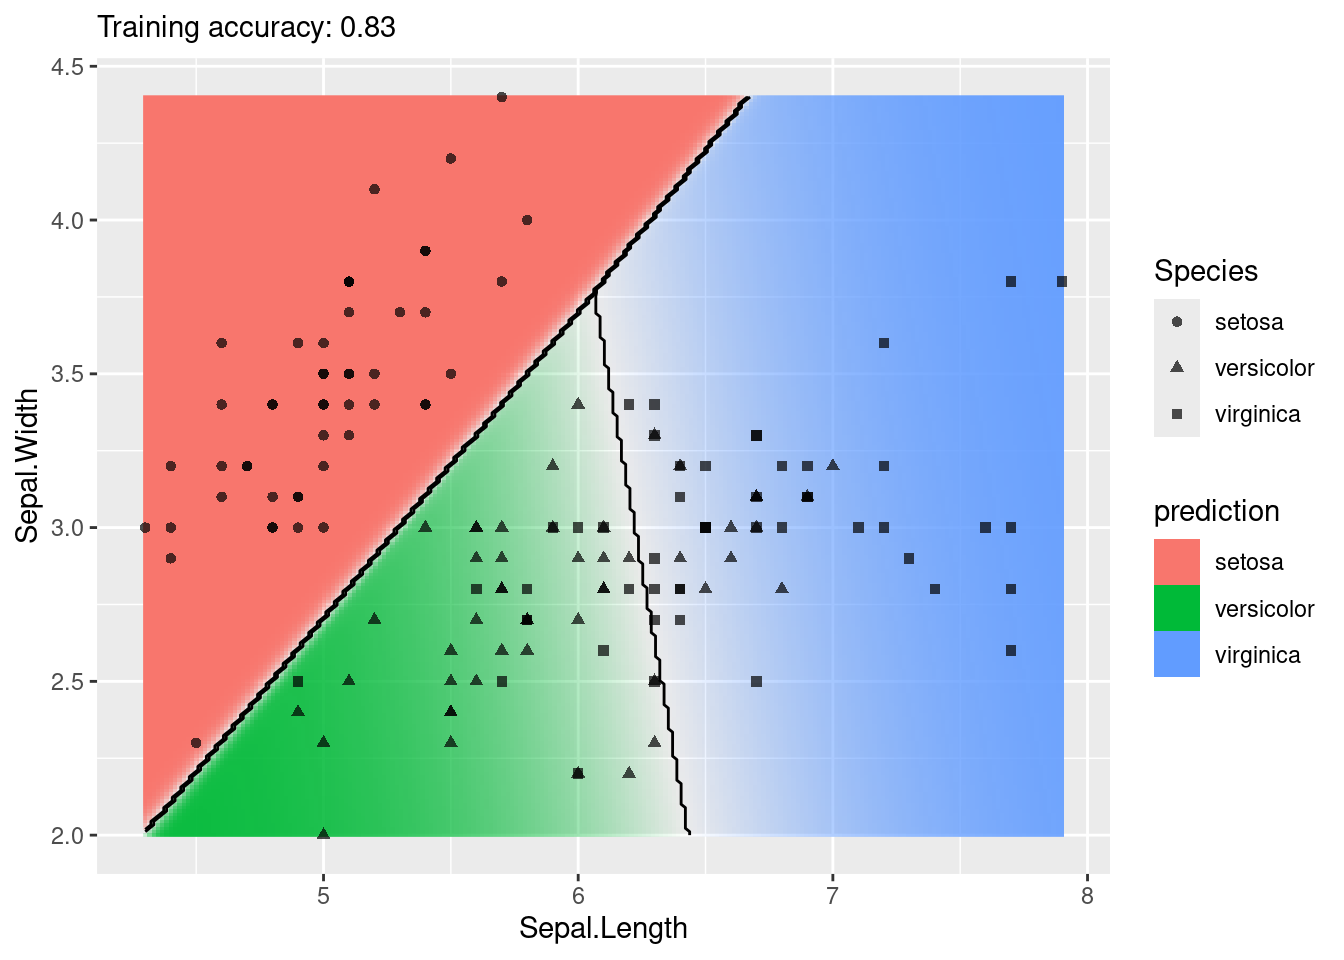 Training accuracy: 0.83
4.5
4.0
3.5
3.0
2.5
2.0
Sepal.Width
5 6 7 8
Sepal.Length
Species
setosa
versicolor
virginica
prediction
setosa
versicolor
virginica